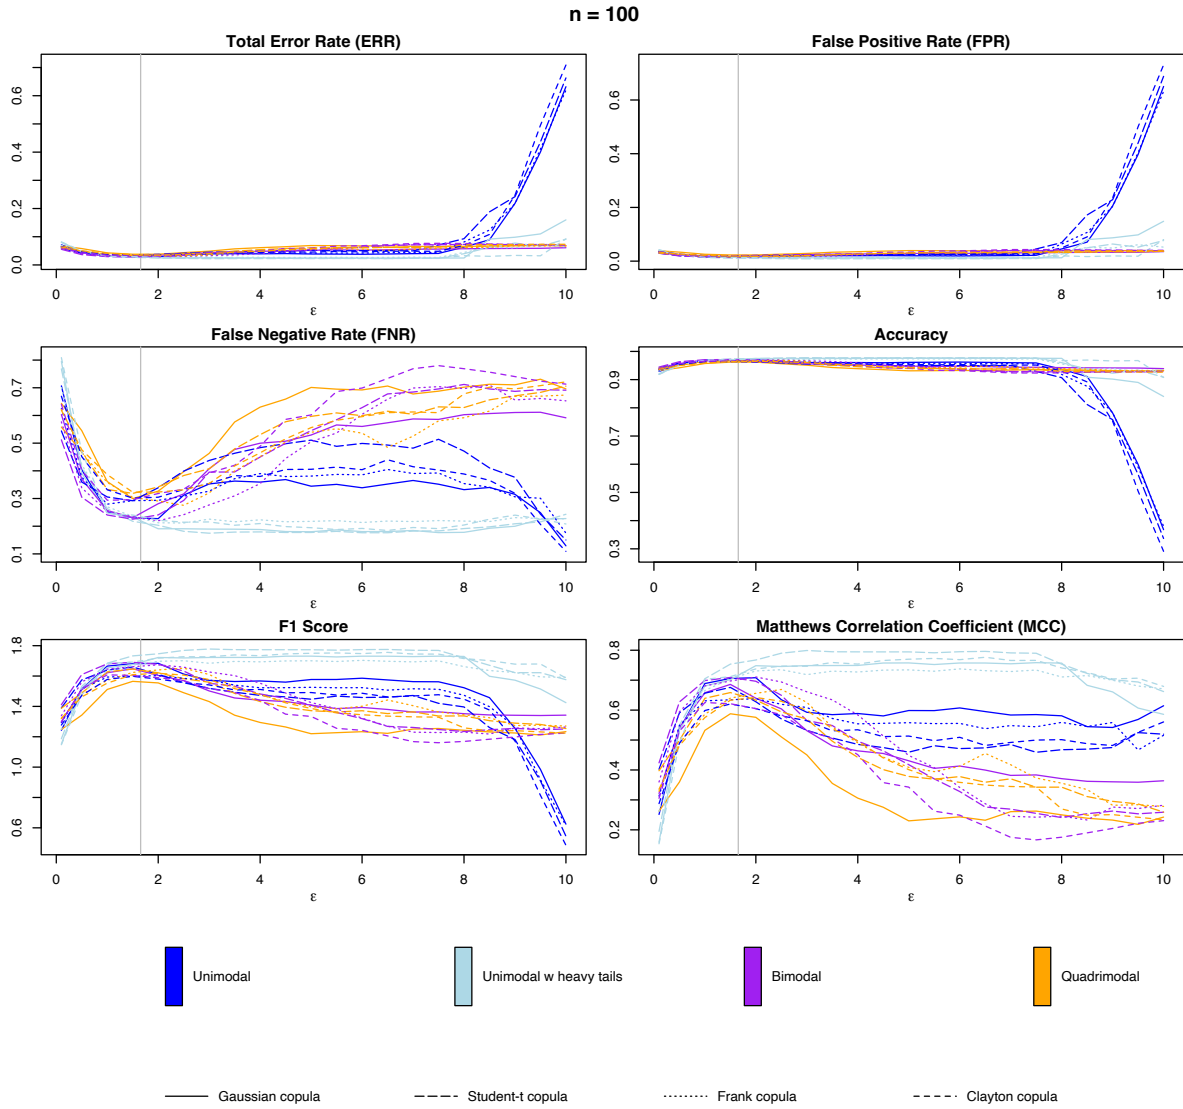 n = 100
Total Error Rate (ERR)
0.6
0.4
0.2
0.0
0 2 4 6 8 10
ε
False Positive Rate (FPR)
0.6
0.4
0.2
0.0
0 2 4 6 8 10
ε
False Negative Rate (FNR)
0.7
0.5
0.3
0.1
0 2 4 6 8 10
ε
Accuracy
0.9
0.7
0.5
0.3
0 2 4 6 8 10
ε
F1 Score
1.8
1.4
1.0
0.6
0 2 4 6 8 10
ε
Matthews Correlation Coefficient (MCC)
0.8
0.6
0.4
0.2
0 2 4 6 8 10
ε
Unimodal Unimodal w heavy tails Bimodal Quadrimodal
Gaussian copula Student-t copula Frank copula Clayton copula